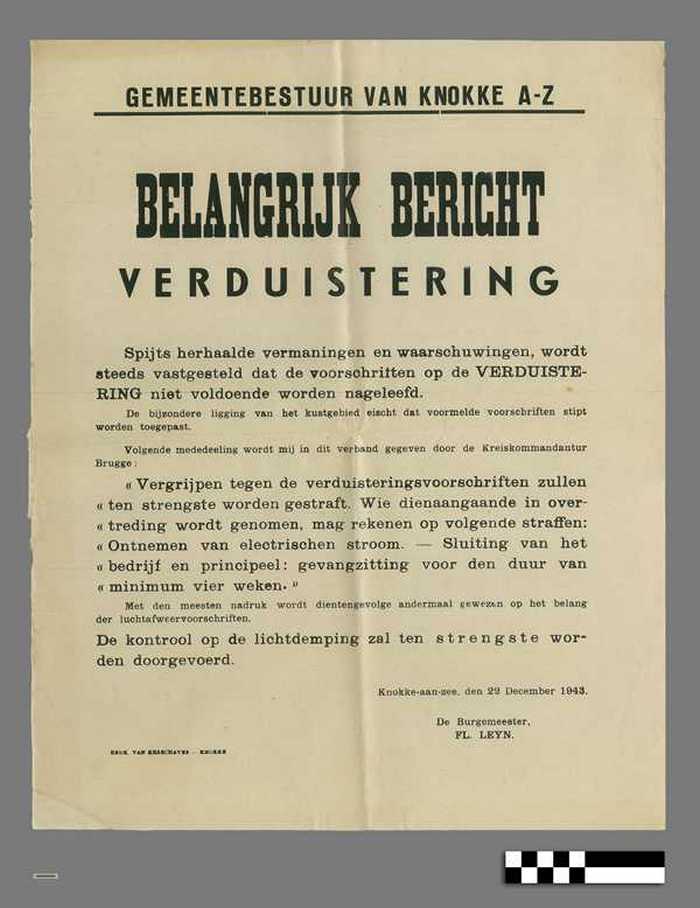 GEMEENTEBESTUUR VAN KNOKKE A-Z
BELANGRIJK BERICHT
VERDUISTERING
Spijts herhaalde vermaningen en waarschuwingen, wordt
steeds vastgesteld dat de voorschriften op de VERDUISTE-
RING niet voldoende worden nageleefd.
De bijzondere ligging van het kustgebied eischt dat voormelde voorschriften stipt
worden toegepast.
Volgende mededeeling wordt mij in dit verband gegeven door de Kreiskommandantur
Brugge:
« Vergrijpen tegen de verduisteringsvoorschriften zullen
« ten strengste worden gestraft. Wie dienaangaande in over-
« treding wordt genomen, mag rekenen op volgende straffen:
« Ontnemen van electrischen stroom. — Sluiting van het
« bedrijf en principeel: gevangzitting voor den duur van
« minimum vier weken. »
Met den meesten nadruk wordt dientengevolge andermaal gewezen op het belang
der luchtafweervoorschriften.
De kontrool op de lichtdemping zal ten strengste wor-
den doorgevoerd.
Knokke-aan-zee, den 22 December 1943.
De Burgemeester,
FL. LEYN.
DRUK. VAN KERSCHAVER — KNOKKE